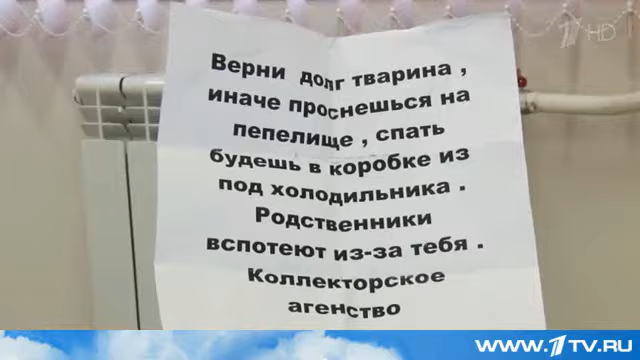 1HD
Верни долг тварина ,
иначе проснешься на
пепелище , спать
будешь в коробке из
под холодильника .
Родственники
вспотеют из-за тебя .
Коллекторское
агенство
WWW.1TV.RU